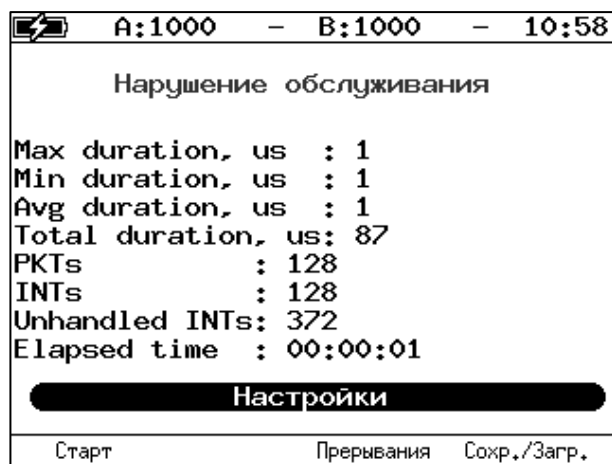 A:1000 – B:1000 – 10:58
Нарушение обслуживания
Max duration, us : 1
Min duration, us : 1
Avg duration, us : 1
Total duration, us: 87
PKTs : 128
INTs : 128
Unhandled INTs: 372
Elapsed time : 00:00:01
Настройки
Старт Прерывания Сохр./Загр.